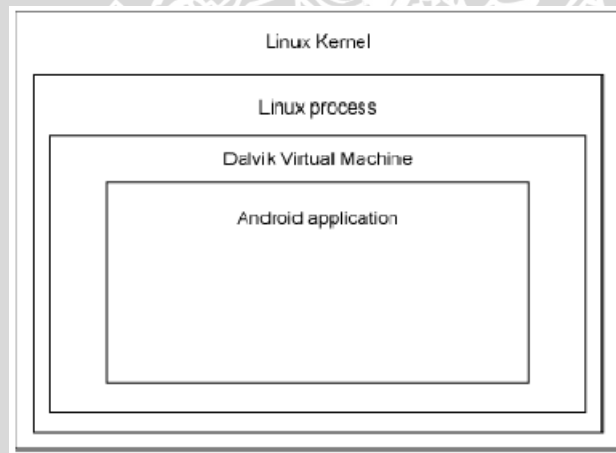 Linux Kernel
Linux process
Dalvik Virtual Machine
Android application